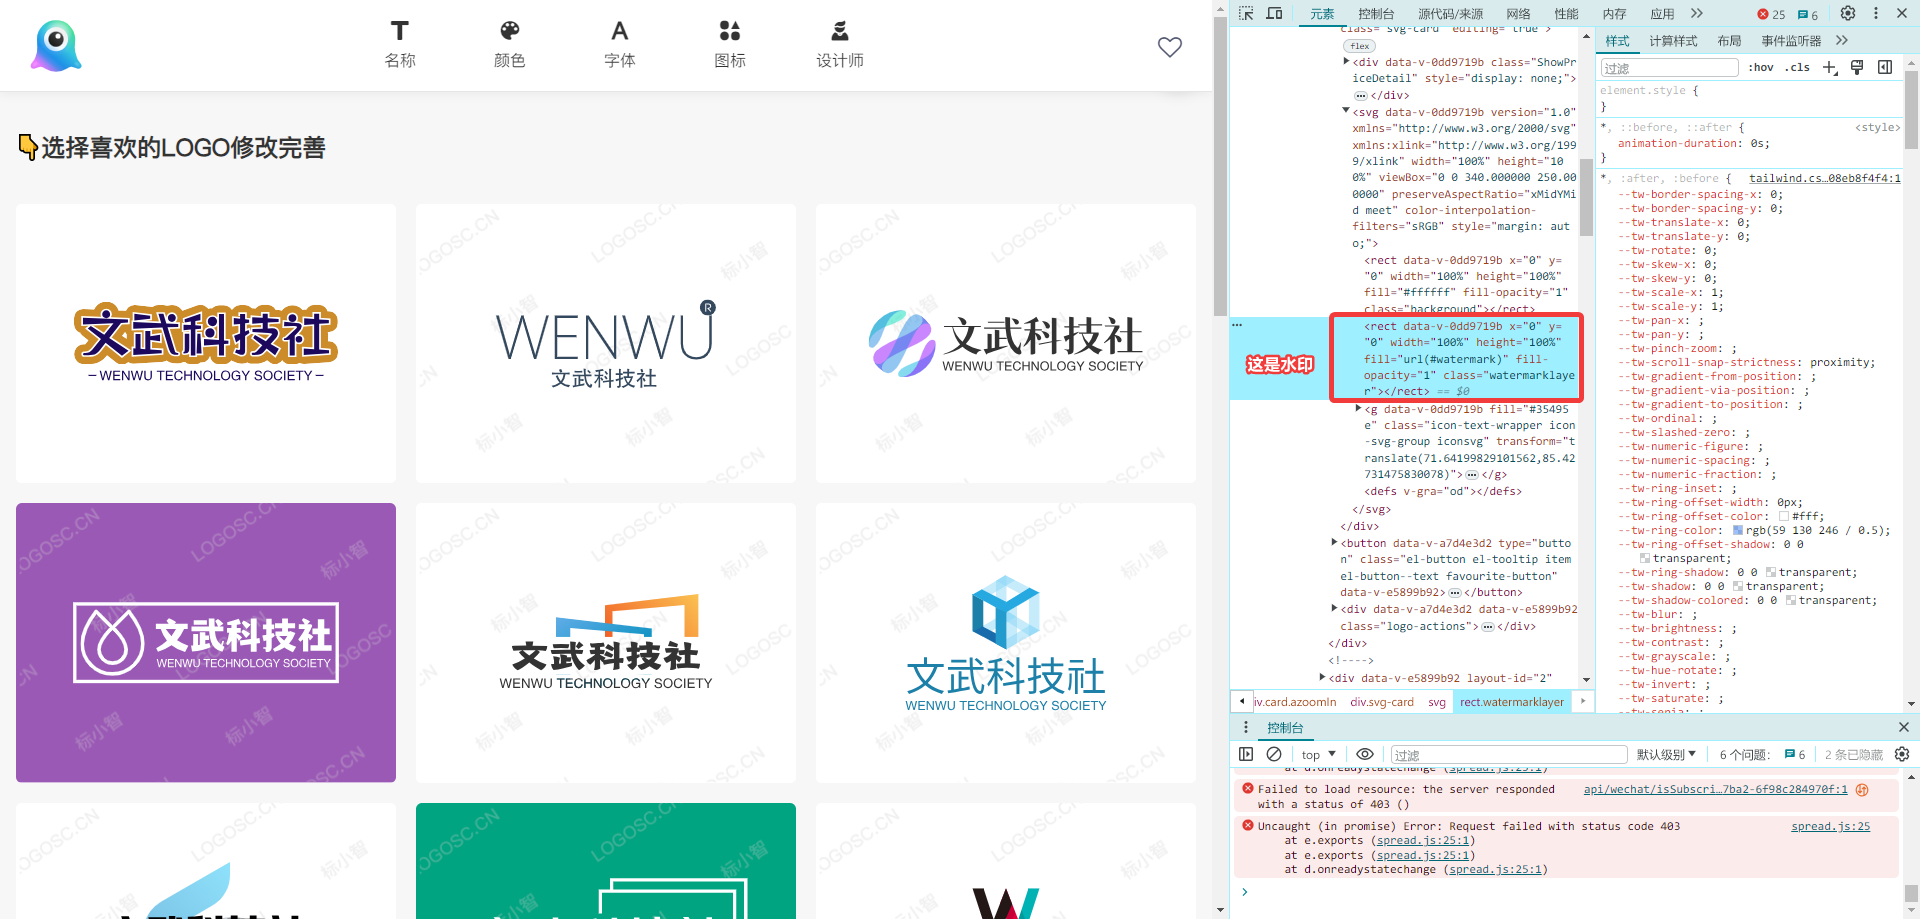 名称
颜色
字体
图标
设计师
👇选择喜欢的LOGO修改完善
文武科技社
WENWU TECHNOLOGY SOCIETY
LOGOSC.CN
标小智
WENWU
R
文武科技社
文武科技社
WENWU TECHNOLOGY SOCIETY
文武科技社
WENWU TECHNOLOGY SOCIETY
文武科技社
WENWU TECHNOLOGY SOCIETY
文武科技社
WENWU TECHNOLOGY SOCIETY
元素
控制台
源代码/来源
网络
性能
内存
应用
25
6
class="svg-card" editing="true">
flex
<div data-v-0dd9719b class="ShowPr
iceDetail" style="display: none;">
</div>
<svg data-v-0dd9719b version="1.0"
xmlns="http://www.w3.org/2000/svg"
xmlns:xlink="http://www.w3.org/199
9/xlink" width="100%" height="10
0%" viewBox="0 0 340.000000 250.00
0000" preserveAspectRatio="xMidYMi
d meet" color-interpolation-
filters="sRGB" style="margin: aut
o;">
<rect data-v-0dd9719b x="0" y=
"0" width="100%" height="100%"
fill="#ffffff" fill-opacity="1"
class="background"></rect>
这是水印
<rect data-v-0dd9719b x="0" y=
"0" width="100%" height="100%"
fill="url(#watermark)" fill-
opacity="1" class="watermarklaye
r"></rect> == $0
<g data-v-0dd9719b fill="#35495
e" class="icon-text-wrapper icon
-svg-group iconsvg" transform="t
ranslate(71.64199829101562,85.42
731475830078)"></g>
<defs v-gra="od"></defs>
</svg>
</div>
<button data-v-a7d4e3d2 type="butto
n" class="el-button el-tooltip item
el-button--text favourite-button"
data-v-e5899b92></button>
<div data-v-a7d4e3d2 data-v-e5899b92
class="logo-actions"></div>
</div>
<!---->
<div data-v-e5899b92 layout-id="2"
iv.card.azoomIn
div.svg-card
svg
rect.watermarklayer
样式
计算样式
布局
事件监听器
过滤
:hov
.cls
element.style {
}
*, ::before, ::after {
<style>
animation-duration: 0s;
}
*, :after, :before {
tailwind.cs…08eb8f4f4:1
--tw-border-spacing-x: 0;
--tw-border-spacing-y: 0;
--tw-translate-x: 0;
--tw-translate-y: 0;
--tw-rotate: 0;
--tw-skew-x: 0;
--tw-skew-y: 0;
--tw-scale-x: 1;
--tw-scale-y: 1;
--tw-pan-x: ;
--tw-pan-y: ;
--tw-pinch-zoom: ;
--tw-scroll-snap-strictness: proximity;
--tw-gradient-from-position: ;
--tw-gradient-via-position: ;
--tw-gradient-to-position: ;
--tw-ordinal: ;
--tw-slashed-zero: ;
--tw-numeric-figure: ;
--tw-numeric-spacing: ;
--tw-numeric-fraction: ;
--tw-ring-inset: ;
--tw-ring-offset-width: 0px;
--tw-ring-offset-color: #fff;
--tw-ring-color: rgb(59 130 246 / 0.5);
--tw-ring-offset-shadow: 0 0
transparent;
--tw-ring-shadow: 0 0 transparent;
--tw-shadow: 0 0 transparent;
--tw-shadow-colored: 0 0 transparent;
--tw-blur: ;
--tw-brightness: ;
--tw-contrast: ;
--tw-grayscale: ;
--tw-hue-rotate: ;
--tw-invert: ;
--tw-saturate: ;
--tw-sepia: ;
控制台
top
过滤
默认级别
6 个问题:
6
2 条已隐藏
at d.onreadystatechange (spread.js:25:1)
Failed to load resource: the server responded
with a status of 403 ()
api/wechat/isSubscri…7ba2-6f98c284970f:1
Uncaught (in promise) Error: Request failed with status code 403
spread.js:25
at e.exports (spread.js:25:1)
at e.exports (spread.js:25:1)
at d.onreadystatechange (spread.js:25:1)